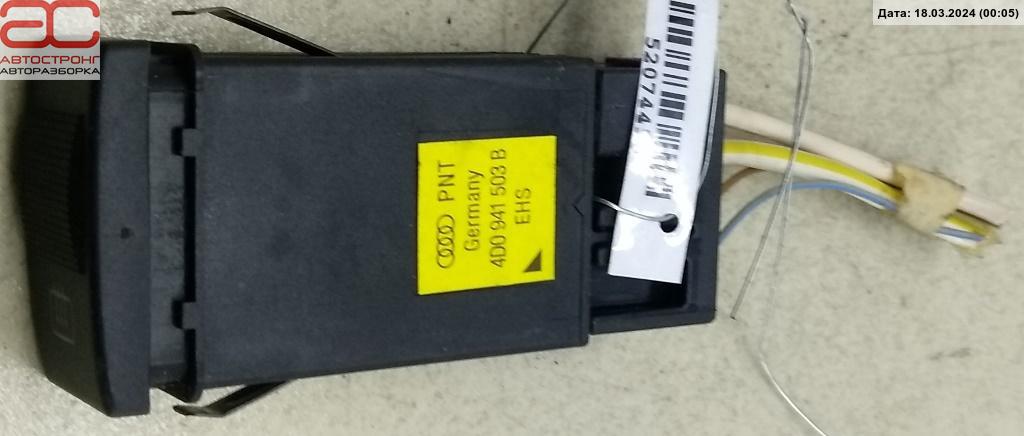 ас
АВТОСТРОНГ
АВТОРАЗБОРКА
Дата: 18.03.2024 (00:05)
PNT
Germany
4D0 941 503 B
EHS
520744